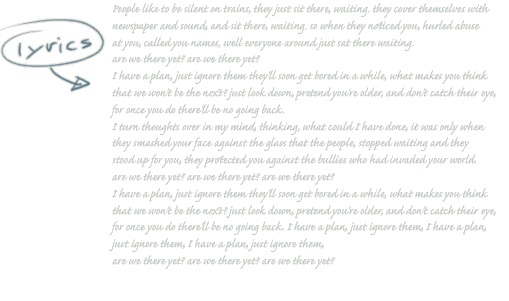 lyrics
People like to be silent on trains, they just sit there, waiting. they cover themselves with
newspaper and sound, and sit there, waiting. so when they noticed you, hurled abuse
at you, called you names, well everyone around just sat there waiting.
are we there yet? are we there yet?
I have a plan, just ignore them they'll soon get bored in a while, what makes you think
that we won't be the next? just look down, pretend you're older, and don't catch their eye,
for once you do there'll be no going back.
I turn thoughts over in my mind, thinking, what could I have done, it was only when
they smashed your face against the glass that the people, stopped waiting and they
stood up for you, they protected you against the bullies who had invaded your world.
are we there yet? are we there yet? are we there yet?
I have a plan, just ignore them they'll soon get bored in a while, what makes you think
that we won't be the next? just look down, pretend you're older, and don't catch their eye,
for once you do there'll be no going back. I have a plan, just ignore them, I have a plan,
just ignore them, I have a plan, just ignore them,
are we there yet? are we there yet? are we there yet?